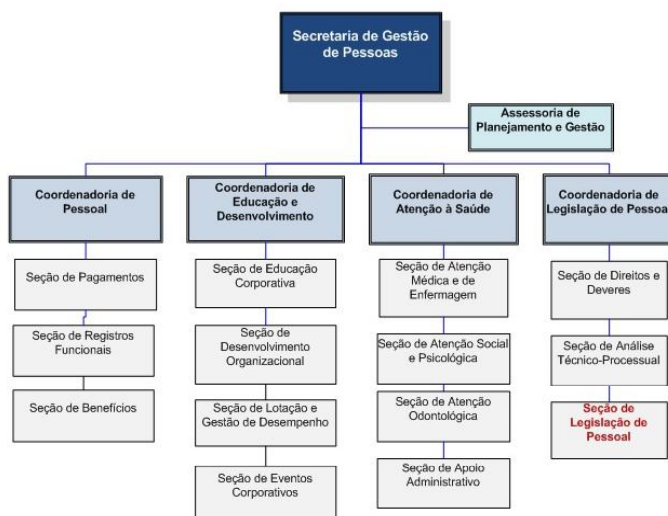 Secretaria de Gestão
de Pessoas
Assessoria de
Planejamento e Gestão
Coordenadoria de
Pessoal
Coordenadoria de
Educação e
Desenvolvimento
Coordenadoria de
Atenção à Saúde
Coordenadoria de
Legislação de Pessoa
Seção de Pagamentos
Seção de Registros
Funcionais
Seção de Benefícios
Seção de Educação
Corporativa
Seção de
Desenvolvimento
Organizacional
Seção de Lotação e
Gestão de Desempenho
Seção de Eventos
Corporativos
Seção de Atenção
Médica e de
Enfermagem
Seção de Atenção Social
e Psicológica
Seção de Atenção
Odontológica
Seção de Apoio
Administrativo
Seção de Direitos e
Deveres
Seção de Análise
Técnico-Processual
Seção de
Legislação de
Pessoal